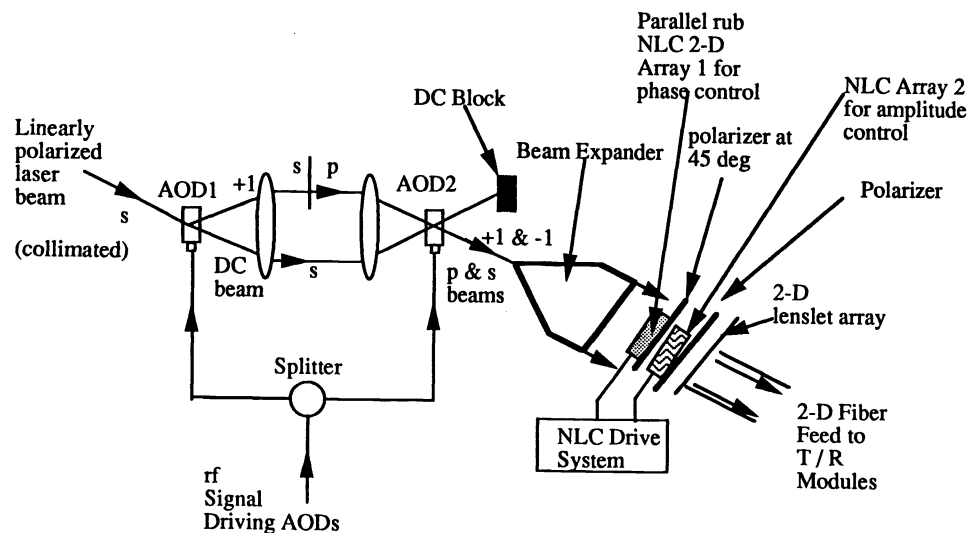 Parallel rub
NLC 2-D
Array 1 for
phase control
NLC Array 2
for amplitude
control
DC Block
polarizer at
45 deg
Linearly
polarized
laser
beam
s
(collimated)
AOD1
+1
s
p
AOD2
Beam Expander
Polarizer
DC
beam
s
+1 & -1
p & s
beams
2-D
lenslet array
Splitter
NLC Drive
System
2-D Fiber
Feed to
T / R
Modules
rf
Signal
Driving AODs